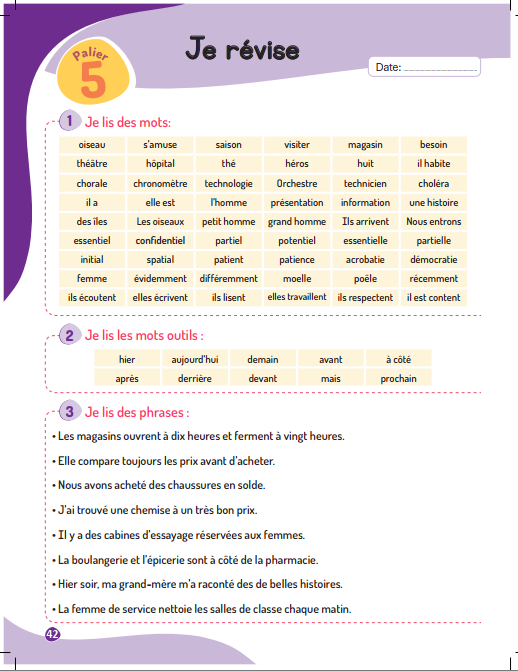 Je révise
Palier
5
Date:
1 Je lis des mots:
oiseau s'amuse saison visiter magasin besoin
théâtre hôpital thé héros huit il habite
chorale chronomètre technologie Orchestre technicien choléra
il a elle est l'homme présentation information une histoire
des îles Les oiseaux petit homme grand homme Ils arrivent Nous entrons
essentiel confidentiel partiel potentiel essentielle partielle
initial spatial patient patience acrobatie démocratie
femme évidemment différemment moelle poêle récemment
ils écoutent elles écrivent ils lisent elles travaillent ils respectent il est content
2 Je lis les mots outils :
hier aujourd'hui demain avant à côté
après derrière devant mais prochain
3 Je lis des phrases :
• Les magasins ouvrent à dix heures et ferment à vingt heures.
• Elle compare toujours les prix avant d'acheter.
• Nous avons acheté des chaussures en solde.
• J'ai trouvé une chemise à un très bon prix.
• Il y a des cabines d'essayage réservées aux femmes.
• La boulangerie et l'épicerie sont à côté de la pharmacie.
• Hier soir, ma grand-mère m'a raconté des de belles histoires.
• La femme de service nettoie les salles de classe chaque matin.
42